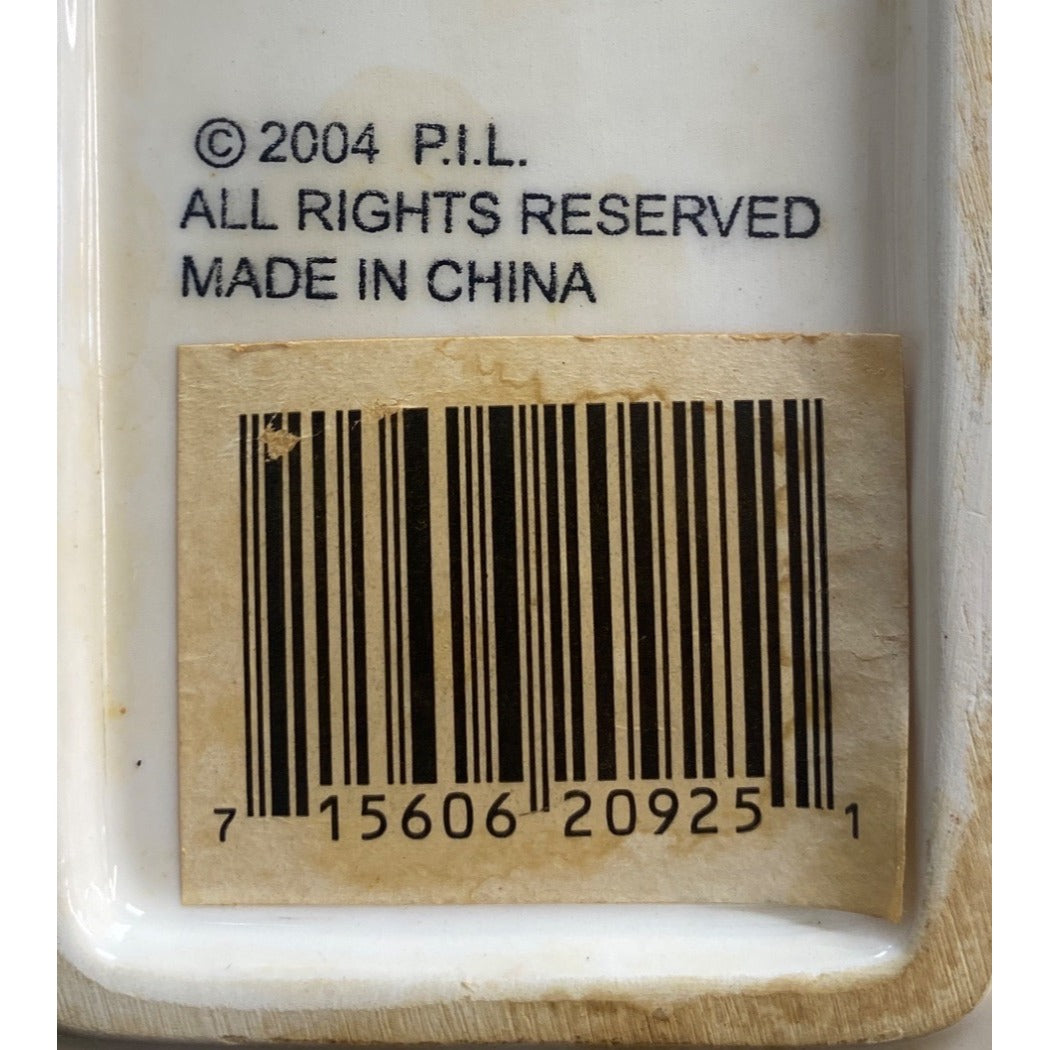 © 2004 P.I.L.
ALL RIGHTS RESERVED
MADE IN CHINA
7 15606 20925 1